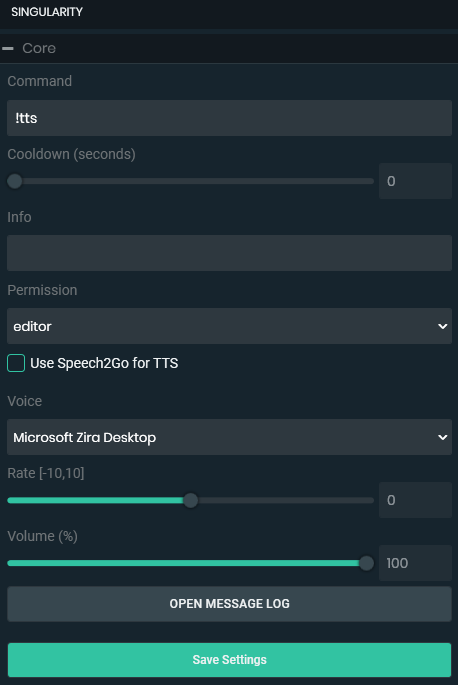 SINGULARITY
Core
Command
!tts
Cooldown (seconds)
0
Info
Permission
editor
Use Speech2Go for TTS
Voice
Microsoft Zira Desktop
Rate [-10,10]
0
Volume (%)
100
OPEN MESSAGE LOG
Save Settings